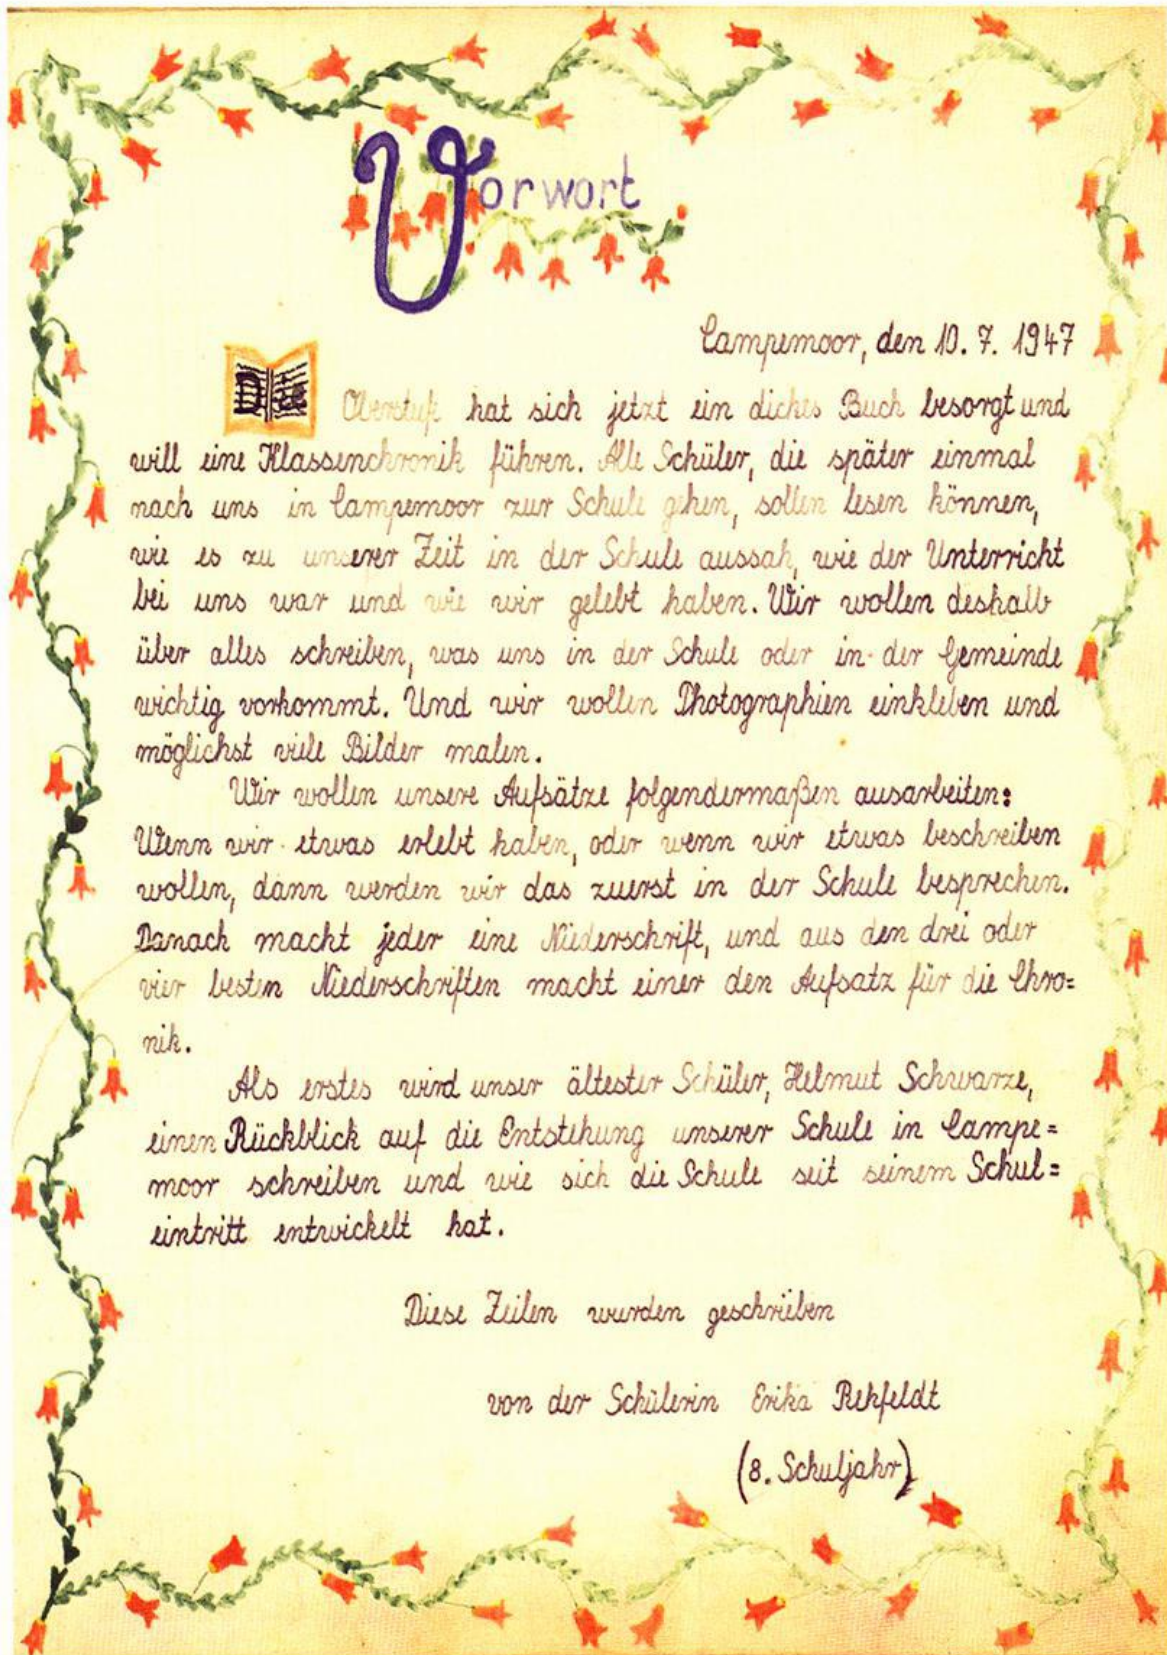 Vorwort
Campemoor, den 10. 7. 1947
Die Oberstufe hat sich jetzt ein dickes Buch besorgt und
will eine Klassenchronik führen. Alle Schüler, die später einmal
nach uns in Campemoor zur Schule gehen, sollen lesen können,
wie es zu unserer Zeit in der Schule aussah, wie der Unterricht
bei uns war und wie wir gelebt haben. Wir wollen deshalb
über alles schreiben, was uns in der Schule oder in der Gemeinde
wichtig vorkommt. Und wir wollen Photographien einkleben und
möglichst viele Bilder malen.
Wir wollen unsere Aufsätze folgendermaßen ausarbeiten:
Wenn wir etwas erlebt haben, oder wenn wir etwas beschreiben
wollen, dann werden wir das zuerst in der Schule besprechen.
Danach macht jeder eine Niederschrift, und aus den drei oder
vier besten Niederschriften macht einer den Aufsatz für die Chro=
nik.
Als erstes wird unser ältester Schüler, Helmut Schwarze,
einen Rückblick auf die Entstehung unserer Schule in Campe=
moor schreiben und wie sich die Schule seit seinem Schul=
eintritt entwickelt hat.
Diese Zeilen wurden geschrieben
von der Schülerin Erika Rehfeldt
(8. Schuljahr)